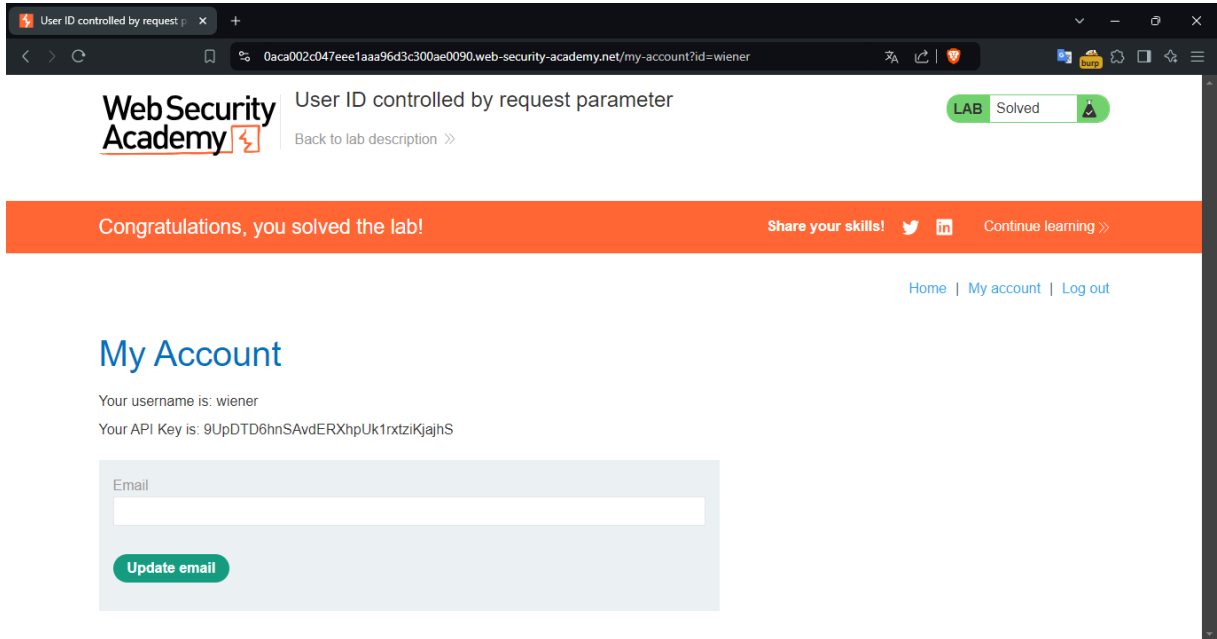 User ID controlled by request p
0aca002c047eee1aaa96d3c300ae0090.web-security-academy.net/my-account?id=wiener
burp
Web Security
Academy
User ID controlled by request parameter
Back to lab description
LAB Solved
Congratulations, you solved the lab!
Share your skills!
in
Continue learning
Home | My account | Log out
My Account
Your username is: wiener
Your API Key is: 9UpDTD6hnSAvdERXhpUk1rxtziKjajhS
Email
Update email